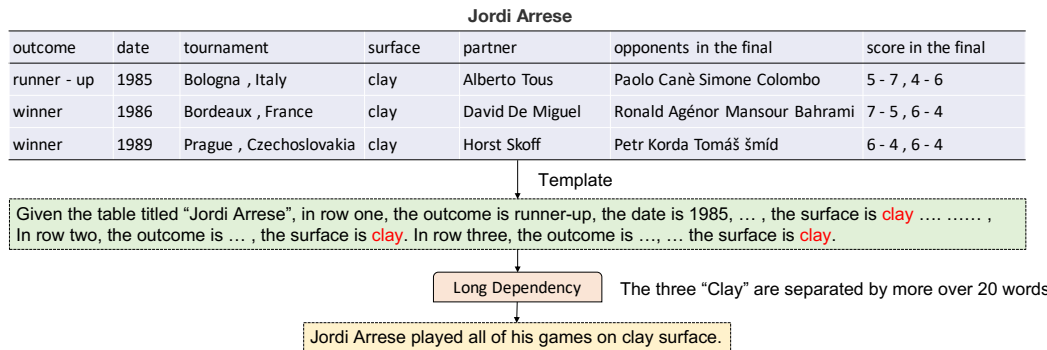 Jordi Arrese
outcome date tournament surface partner opponents in the final score in the final
runner - up 1985 Bologna , Italy clay Alberto Tous Paolo Canè Simone Colombo 5 - 7 , 4 - 6
winner 1986 Bordeaux , France clay David De Miguel Ronald Agénor Mansour Bahrami 7 - 5 , 6 - 4
winner 1989 Prague , Czechoslovakia clay Horst Skoff Petr Korda Tomáš šmíd 6 - 4 , 6 - 4
Template
Given the table titled “Jordi Arrese”, in row one, the outcome is runner-up, the date is 1985, … , the surface is clay …. …… ,
In row two, the outcome is … , the surface is clay. In row three, the outcome is …, … the surface is clay.
Long Dependency The three “Clay” are separated by more over 20 words
Jordi Arrese played all of his games on clay surface.